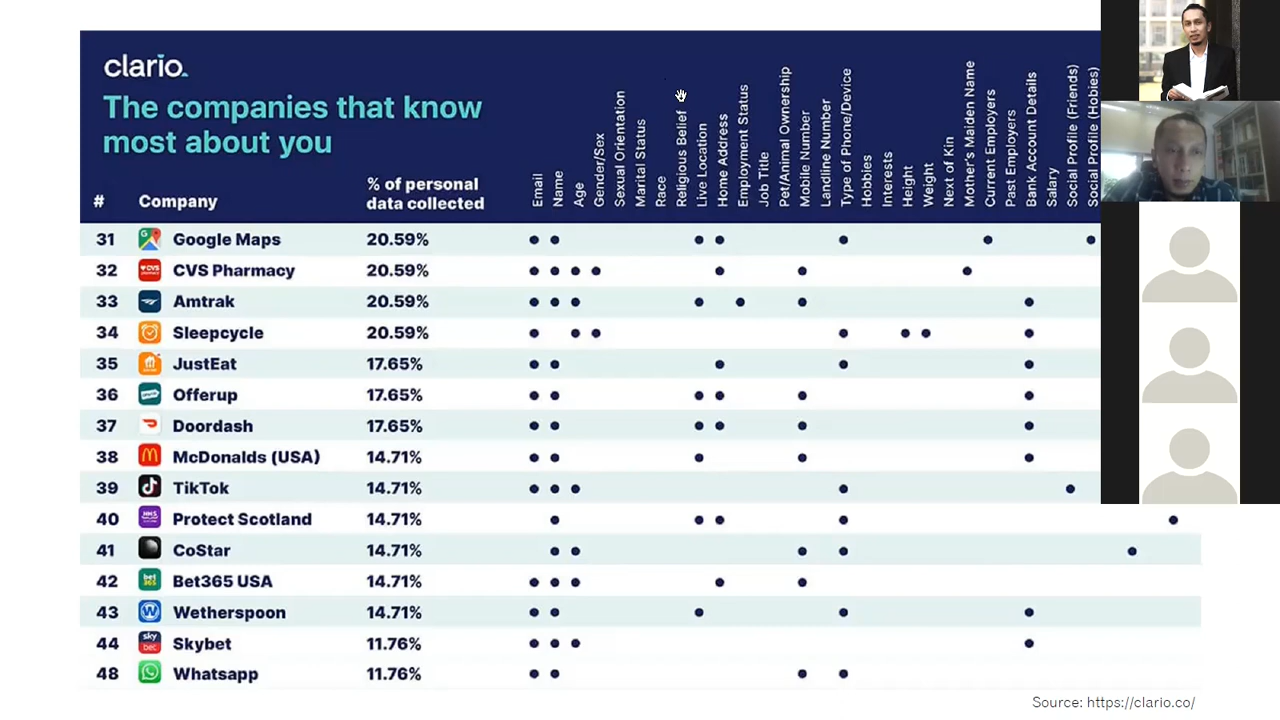 clario.
The companies that know
most about you
# Company % of personal
data collected
Email
Name
Age
Gender/Sex
Sexual Orientation
Marital Status
Race
Religious Belief
Live Location
Home Address
Employment Status
Job Title
Pet/Animal Ownership
Mobile Number
Landline Number
Type of Phone/Device
Hobbies
Interests
Height
Weight
Next of Kin
Mother's Maiden Name
Current Employers
Past Employers
Bank Account Details
Salary
Social Profile (Friends)
Social Profile (Hobies)
31 Google Maps 20.59%
32 CVS Pharmacy 20.59%
33 Amtrak 20.59%
34 Sleepcycle 20.59%
35 JustEat 17.65%
36 Offerup 17.65%
37 Doordash 17.65%
38 McDonalds (USA) 14.71%
39 TikTok 14.71%
40 Protect Scotland 14.71%
41 CoStar 14.71%
42 Bet365 USA 14.71%
43 Wetherspoon 14.71%
44 Skybet 11.76%
48 Whatsapp 11.76%
Source: https://clario.co/